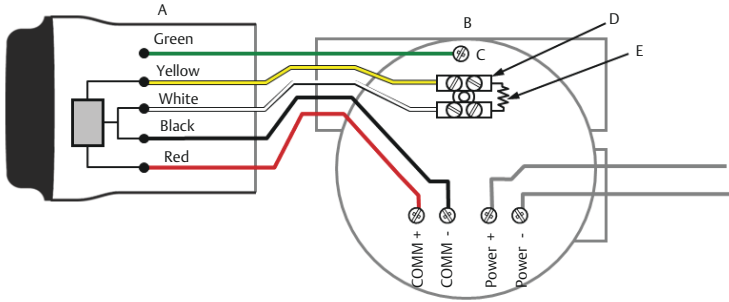 A
B
D
E
Green
C
Yellow
White
Black
Red
COMM +
COMM -
Power +
Power -